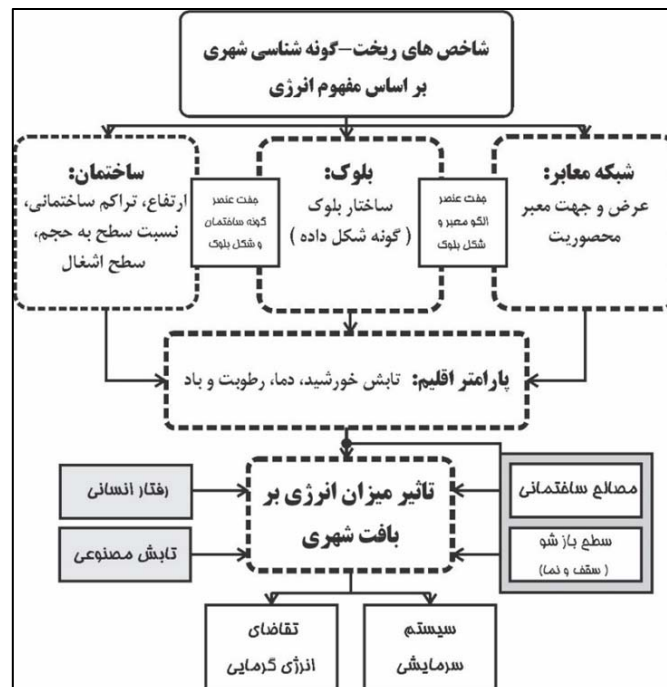 شاخص های ریخت-گونه شناسی شهری
بر اساس مفهوم انرژی
شبکه معابر:
عرض و جهت معبر
محصوریت
جفت عنصر
الگو معبر و
شکل بلوک
بلوک:
ساختار بلوک
( گونه شکل داده )
جفت عنصر
گونه ساختمان
و شکل بلوک
ساختمان:
ارتفاع، تراکم ساختمانی،
نسبت سطح به حجم،
سطح اشغال
پارامتر اقلیم: تابش خورشید، دما، رطوبت و باد
مصالح ساختمانی
سطح باز شو
( سقف و نما)
تاثیر میزان انرژی بر
بافت شهری
رفتار انسانی
تابش مصنوعی
سیستم
سرمایشی
تقاضای
انرژی گرمایی